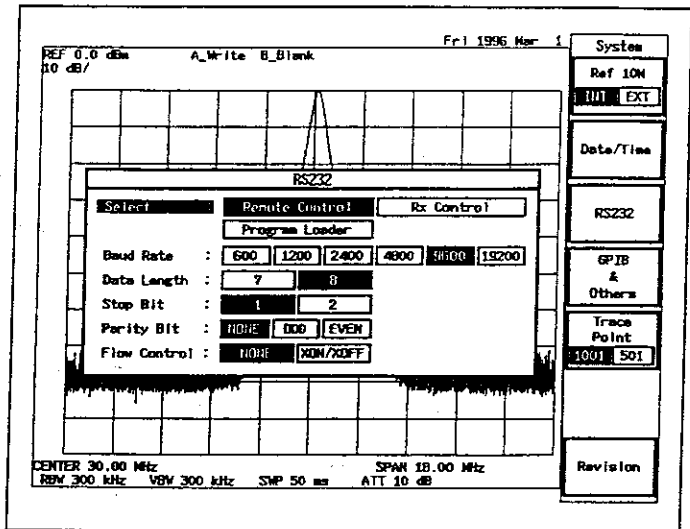 Fri 1996 Mar 1
REF 0.0 dBm A_Write B_Blank
10 dB/
RS232
Select Remote Control Rx Control
Program Loader
Baud Rate : 600 1200 2400 4800 9600 19200
Data Length : 7 8
Stop Bit : 1 2
Parity Bit : NONE ODD EVEN
Flow Control : NONE XON/XOFF
CENTER 30.00 MHz SPAN 18.00 MHz
RBW 300 kHz VBW 300 kHz SWP 50 ms ATT 10 dB
System
Ref 10M
INT EXT
Date/Time
RS232
GPIB
&
Others
Trace
Point
1001 501
Revision